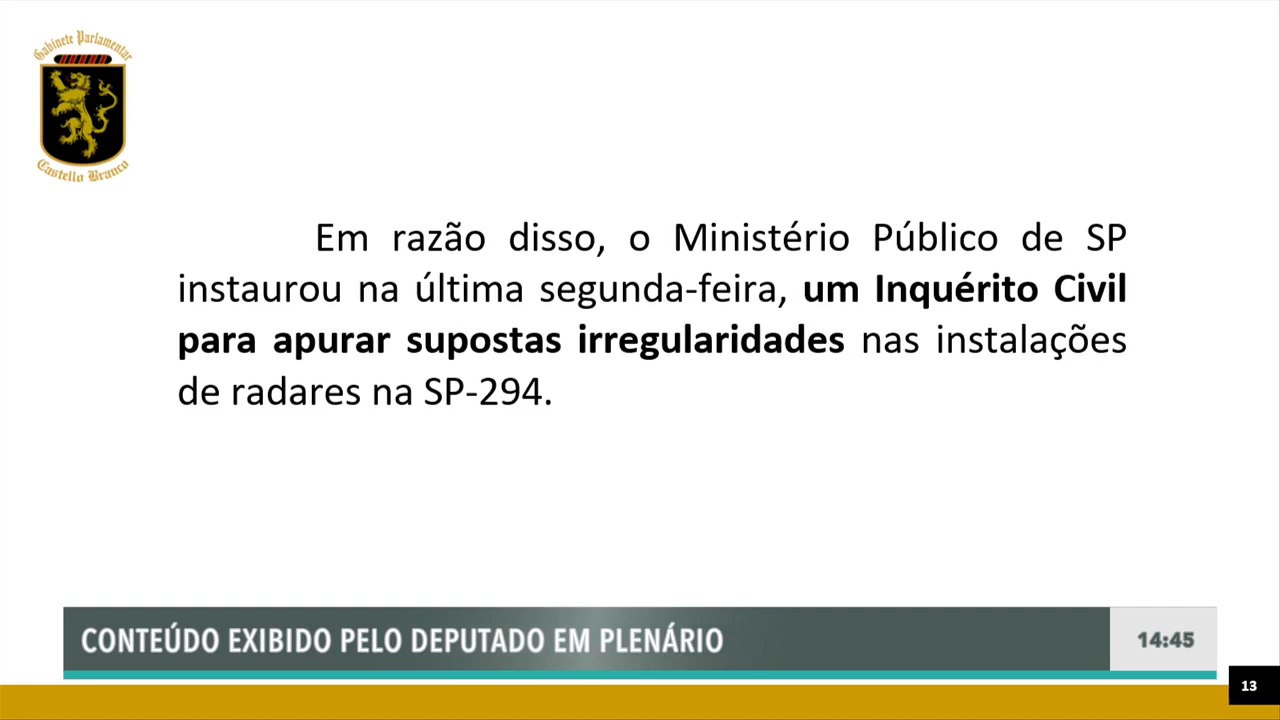 Gabinete Parlamentar
Castello Branco
Em razão disso, o Ministério Público de SP
instaurou na última segunda-feira, um Inquérito Civil
para apurar supostas irregularidades nas instalações
de radares na SP-294.
CONTEÚDO EXIBIDO PELO DEPUTADO EM PLENÁRIO
14:45
13